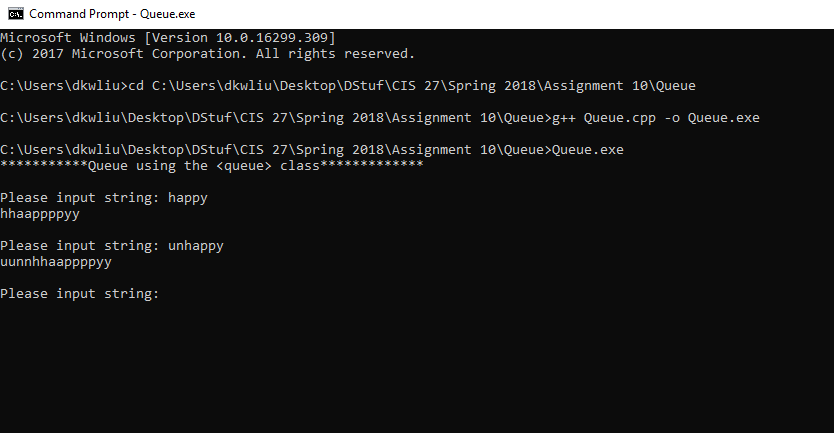 Command Prompt - Queue.exe
Microsoft Windows [Version 10.0.16299.309]
(c) 2017 Microsoft Corporation. All rights reserved.
C:\Users\dkwliu>cd C:\Users\dkwliu\Desktop\DStuf\CIS 27\Spring 2018\Assignment 10\Queue
C:\Users\dkwliu\Desktop\DStuf\CIS 27\Spring 2018\Assignment 10\Queue>g++ Queue.cpp -o Queue.exe
C:\Users\dkwliu\Desktop\DStuf\CIS 27\Spring 2018\Assignment 10\Queue>Queue.exe
***********Queue using the <queue> class*************
Please input string: happy
hhaappppyy
Please input string: unhappy
uunnhhaappppyy
Please input string: